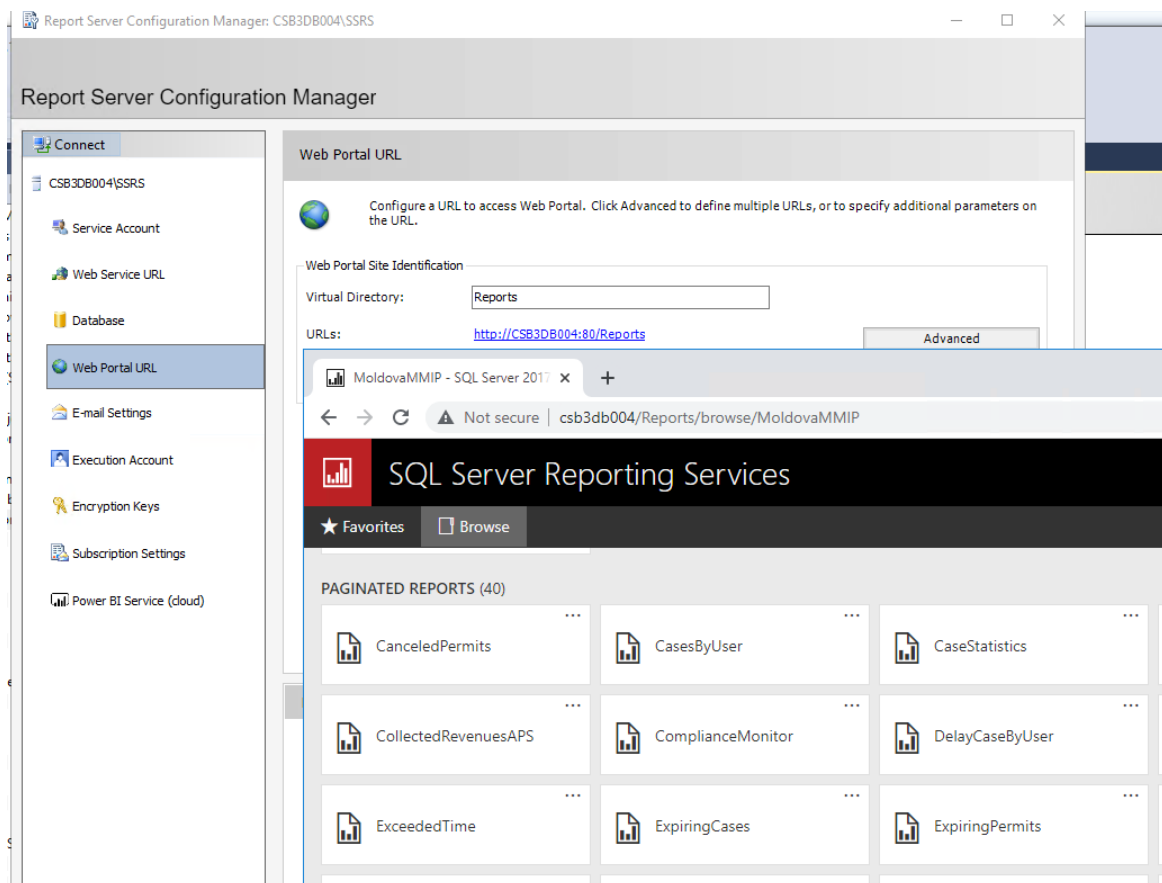 Report Server Configuration Manager: CSB3DB004\SSRS
Report Server Configuration Manager
Connect
CSB3DB004\SSRS
Service Account
Web Service URL
Database
Web Portal URL
E-mail Settings
Execution Account
Encryption Keys
Subscription Settings
Power BI Service (cloud)
Web Portal URL
Configure a URL to access Web Portal. Click Advanced to define multiple URLs, or to specify additional parameters on
the URL.
Web Portal Site Identification
Virtual Directory:
Reports
URLs:
http://CSB3DB004:80/Reports
Advanced
MoldovaMMIP - SQL Server 2017
Not secure | csb3db004/Reports/browse/MoldovaMMIP
SQL Server Reporting Services
Favorites
Browse
PAGINATED REPORTS (40)
CanceledPermits
CasesByUser
CaseStatistics
CollectedRevenuesAPS
ComplianceMonitor
DelayCaseByUser
ExceededTime
ExpiringCases
ExpiringPermits